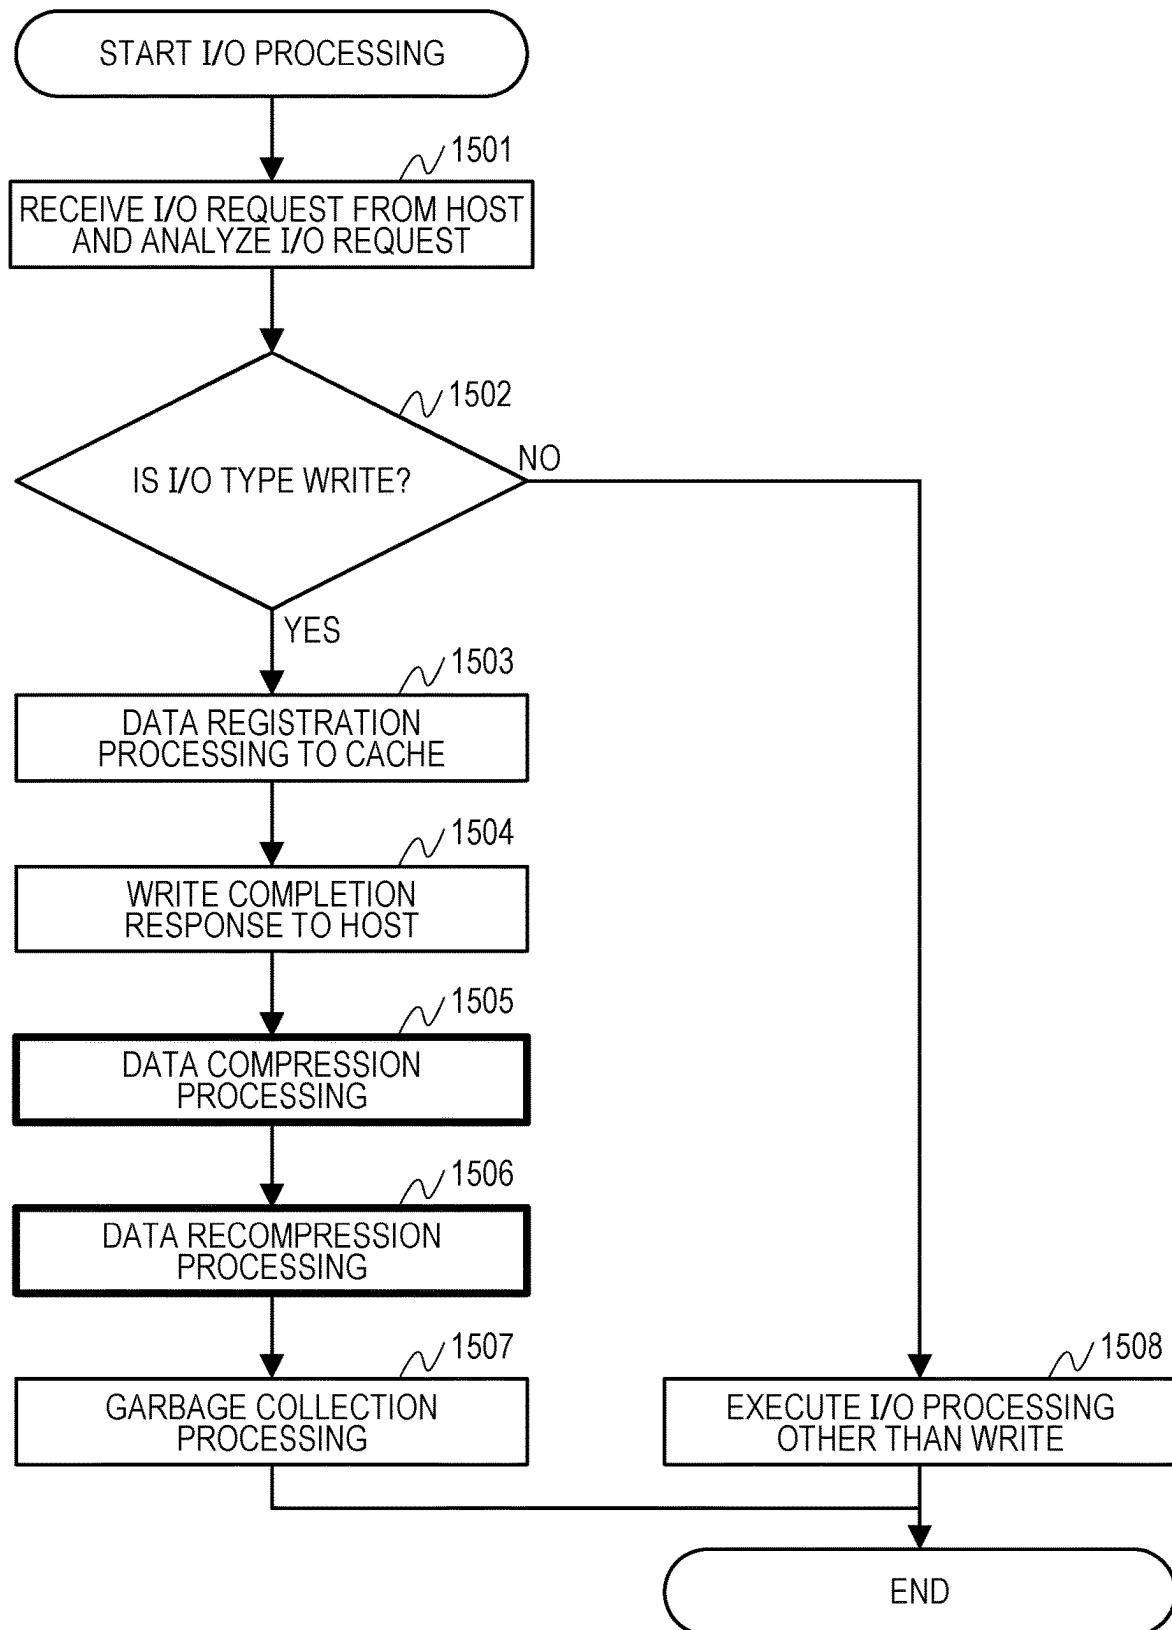 START I/O PROCESSING
1501
RECEIVE I/O REQUEST FROM HOST
AND ANALYZE I/O REQUEST
1502
IS I/O TYPE WRITE?
NO
YES
1503
DATA REGISTRATION
PROCESSING TO CACHE
1504
WRITE COMPLETION
RESPONSE TO HOST
1505
DATA COMPRESSION
PROCESSING
1506
DATA RECOMPRESSION
PROCESSING
1507
GARBAGE COLLECTION
PROCESSING
1508
EXECUTE I/O PROCESSING
OTHER THAN WRITE
END